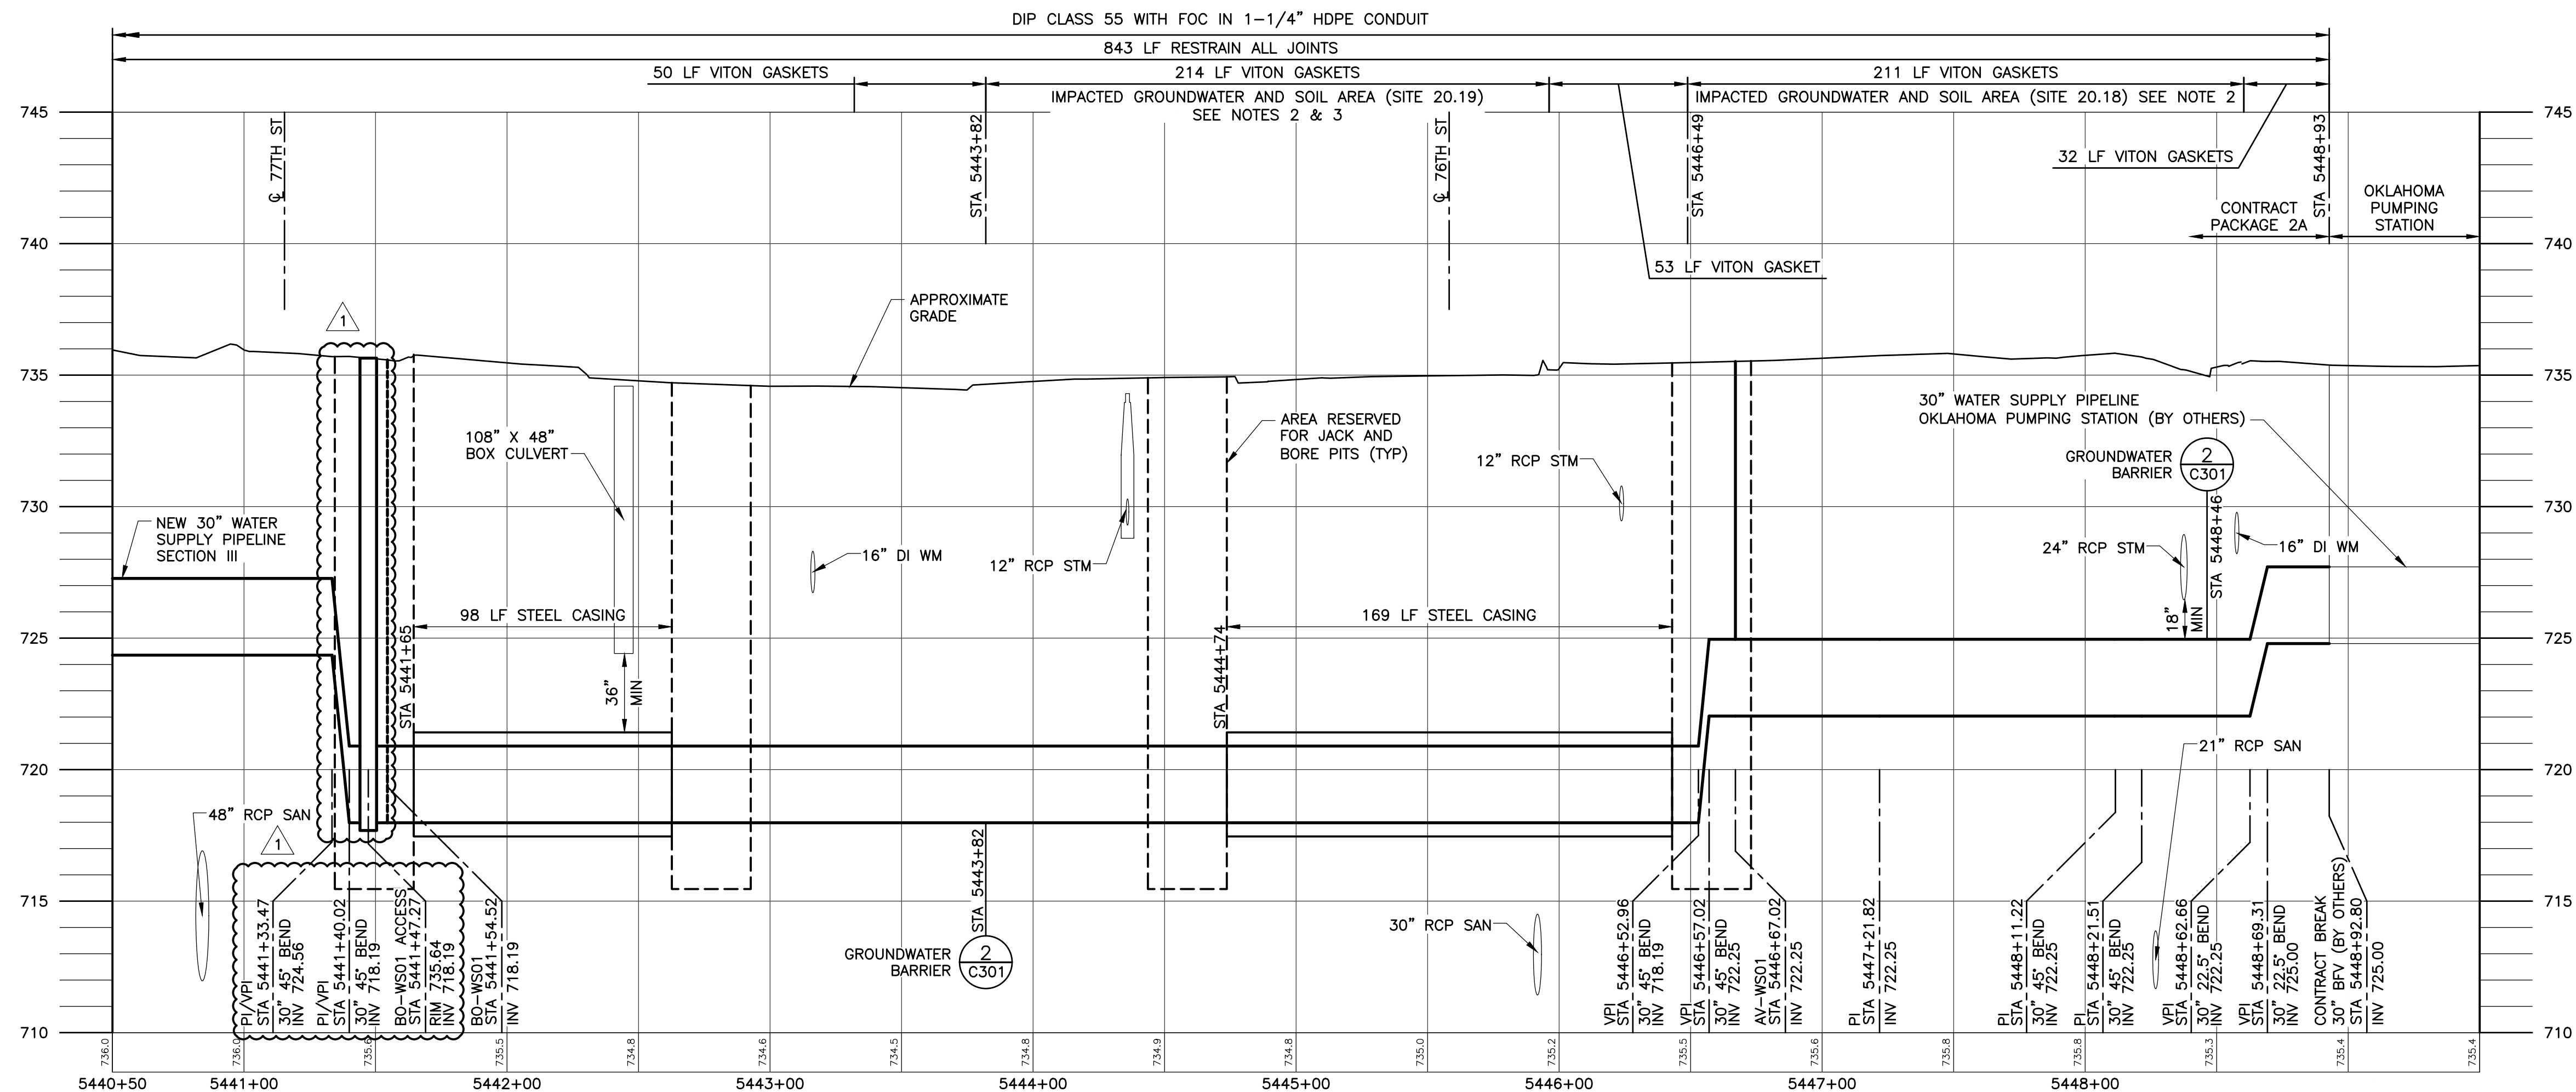 DIP CLASS 55 WITH FOC IN 1-1/4" HDPE CONDUIT
843 LF RESTRAIN ALL JOINTS
50 LF VITON GASKETS
214 LF VITON GASKETS
211 LF VITON GASKETS
IMPACTED GROUNDWATER AND SOIL AREA (SITE 20.19)
SEE NOTES 2 & 3
IMPACTED GROUNDWATER AND SOIL AREA (SITE 20.18) SEE NOTE 2
745
745
℄ 77TH ST
STA 5443+82
℄ 76TH ST
STA 5446+49
STA 5448+93
32 LF VITON GASKETS
CONTRACT
PACKAGE 2A
OKLAHOMA
PUMPING
STATION
740
740
53 LF VITON GASKET
APPROXIMATE
GRADE
1
735
735
108" X 48"
BOX CULVERT
AREA RESERVED
FOR JACK AND
BORE PITS (TYP)
12" RCP STM
30" WATER SUPPLY PIPELINE
OKLAHOMA PUMPING STATION (BY OTHERS)
GROUNDWATER
BARRIER
2
C301
STA 5448+46
730
730
NEW 30" WATER
SUPPLY PIPELINE
SECTION III
16" DI WM
12" RCP STM
24" RCP STM
16" DI WM
98 LF STEEL CASING
169 LF STEEL CASING
18"
MIN
725
725
STA 5441+65
36"
MIN
STA 5444+74
21" RCP SAN
720
720
48" RCP SAN
1
STA 5443+82
GROUNDWATER
BARRIER
2
C301
30" RCP SAN
715
715
PI/VPI
STA 5441+33.47
30" 45° BEND
INV 724.56
PI/VPI
STA 5441+40.02
30" 45° BEND
INV 718.19
BO-WS01 ACCESS
STA 5441+47.27
RIM 735.64
INV 718.19
BO-WS01
STA 5441+54.52
INV 718.19
VPI
STA 5446+52.96
30" 45° BEND
INV 718.19
VPI
STA 5446+57.02
30" 45° BEND
INV 722.25
AV-WS01
STA 5446+67.02
INV 722.25
PI
STA 5447+21.82
INV 722.25
PI
STA 5448+11.22
30" 45° BEND
INV 722.25
PI
STA 5448+21.51
30" 45° BEND
INV 722.25
VPI
STA 5448+62.66
30" 22.5° BEND
INV 722.25
VPI
STA 5448+69.31
30" 22.5° BEND
INV 725.00
CONTRACT BREAK
30" BFV (BY OTHERS)
STA 5448+92.80
INV 725.00
710
710
736.0
736.0
735.6
735.5
734.8
734.6
734.5
734.8
734.9
734.8
735.0
735.2
735.5
735.6
735.8
735.8
735.3
735.4
735.4
5440+50
5441+00
5442+00
5443+00
5444+00
5445+00
5446+00
5447+00
5448+00